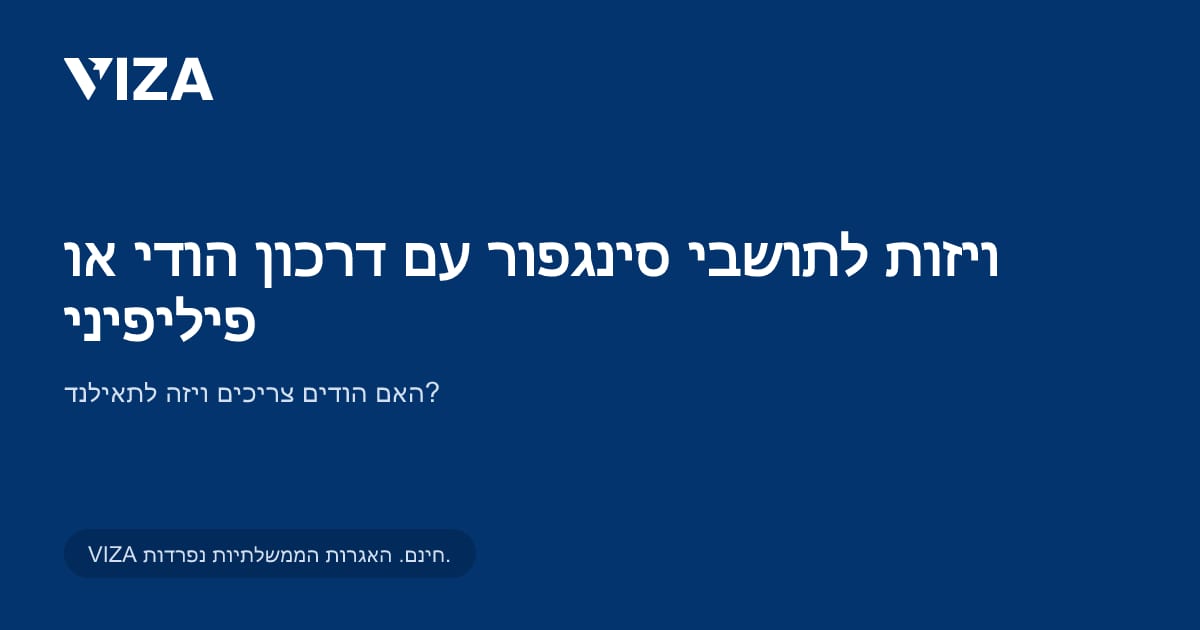 VIZA
ויזות לתושבי סינגפור עם דרכון הודי או
פיליפיני
האם הודים צריכים ויזה לתאילנד?
VIZA חינם. האגרות הממשלתיות נפרדות.